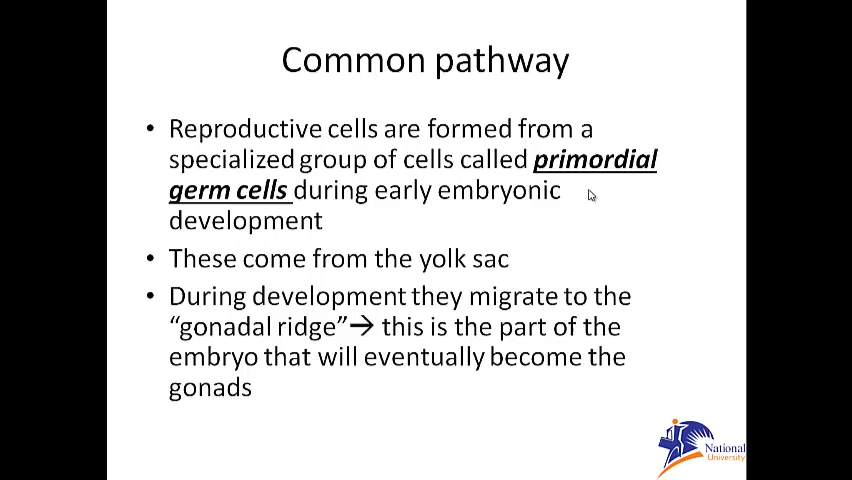 Common pathway
• Reproductive cells are formed from a
specialized group of cells called primordial
germ cells during early embryonic
development
• These come from the yolk sac
• During development they migrate to the
“gonadal ridge”→ this is the part of the
embryo that will eventually become the
gonads
National
University